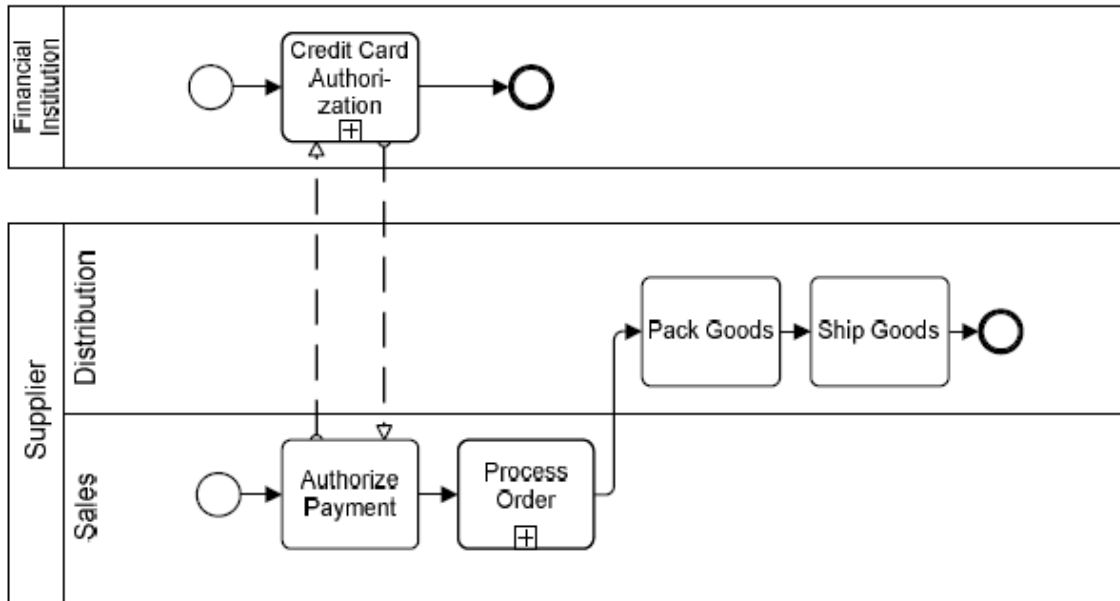 Financial
Institution
Credit Card
Authori-
zation
Supplier
Distribution
Pack Goods
Ship Goods
Sales
Authorize
Payment
Process
Order